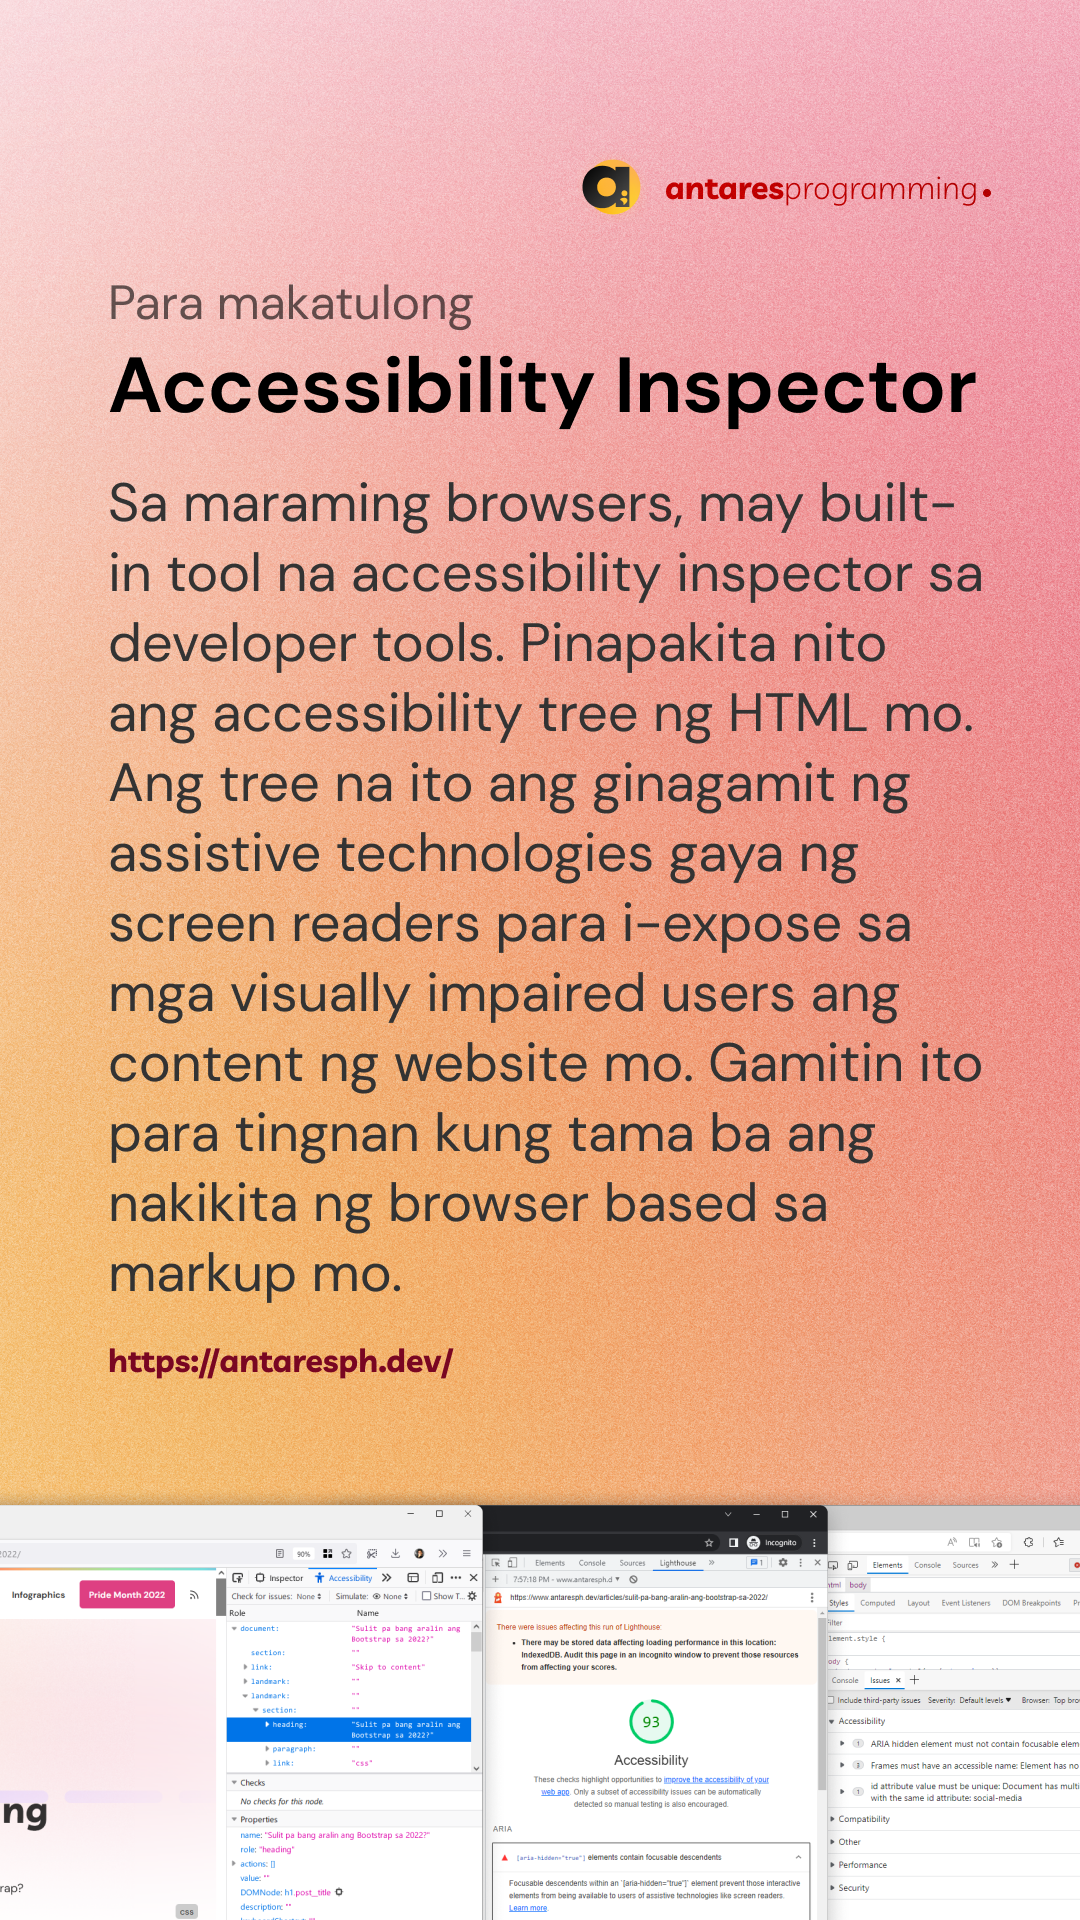 antaresprogramming.
Para makatulong
Accessibility Inspector
Sa maraming browsers, may built-
in tool na accessibility inspector sa
developer tools. Pinapakita nito
ang accessibility tree ng HTML mo.
Ang tree na ito ang ginagamit ng
assistive technologies gaya ng
screen readers para i-expose sa
mga visually impaired users ang
content ng website mo. Gamitin ito
para tingnan kung tama ba ang
nakikita ng browser based sa
markup mo.
https://antaresph.dev/
2022/
90%
Infographics
Pride Month 2022
ng
rap?
css
Inspector
Accessibility
Check for issues: None
Simulate: None
Show T...
Role
Name
document:
"Sulit pa bang aralin ang
Bootstrap sa 2022?"
section:
""
link:
"Skip to content"
landmark:
""
landmark:
""
section:
""
heading:
"Sulit pa bang aralin ang
Bootstrap sa 2022?"
paragraph:
""
link:
"css"
Checks
No checks for this node.
Properties
name: "Sulit pa bang aralin ang Bootstrap sa 2022?"
role: "heading"
actions: []
value: ""
DOMNode: h1.post__title
description: ""
Incognito
Elements
Console
Sources
Lighthouse
1
7:57:18 PM - www.antaresph.d
https://www.antaresph.dev/articles/sulit-pa-bang-aralin-ang-bootstrap-sa-2022/
There were issues affecting this run of Lighthouse:
• There may be stored data affecting loading performance in this location:
IndexedDB. Audit this page in an incognito window to prevent those resources
from affecting your scores.
93
Accessibility
These checks highlight opportunities to improve the accessibility of your
web app. Only a subset of accessibility issues can be automatically
detected so manual testing is also encouraged.
ARIA
[aria-hidden="true"] elements contain focusable descendents
Focusable descendents within an `[aria-hidden="true"]` element prevent those interactive
elements from being available to users of assistive technologies like screen readers.
Learn more.
Elements
Console
Sources
html
body
Styles
Computed
Layout
Event Listeners
DOM Breakpoints
Pr
ilter
lement.style {
ody {
Console
Issues
Include third-party issues
Severity: Default levels
Browser: Top bro
Accessibility
1 ARIA hidden element must not contain focusable elem
Frames must have an accessible name: Element has no
1 id attribute value must be unique: Document has multi
with the same id attribute: social-media
Compatibility
Other
Performance
Security